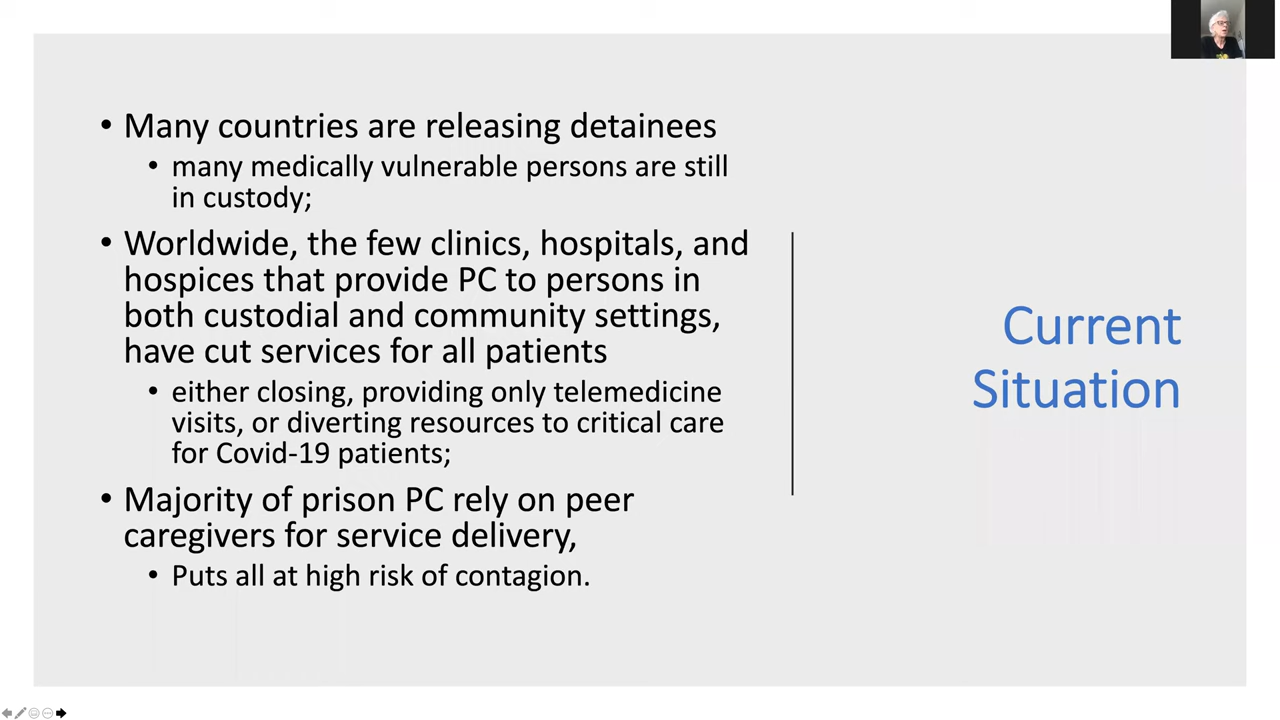 • Many countries are releasing detainees
• many medically vulnerable persons are still
in custody;
• Worldwide, the few clinics, hospitals, and
hospices that provide PC to persons in
both custodial and community settings,
have cut services for all patients
• either closing, providing only telemedicine
visits, or diverting resources to critical care
for Covid-19 patients;
• Majority of prison PC rely on peer
caregivers for service delivery,
• Puts all at high risk of contagion.
Current
Situation